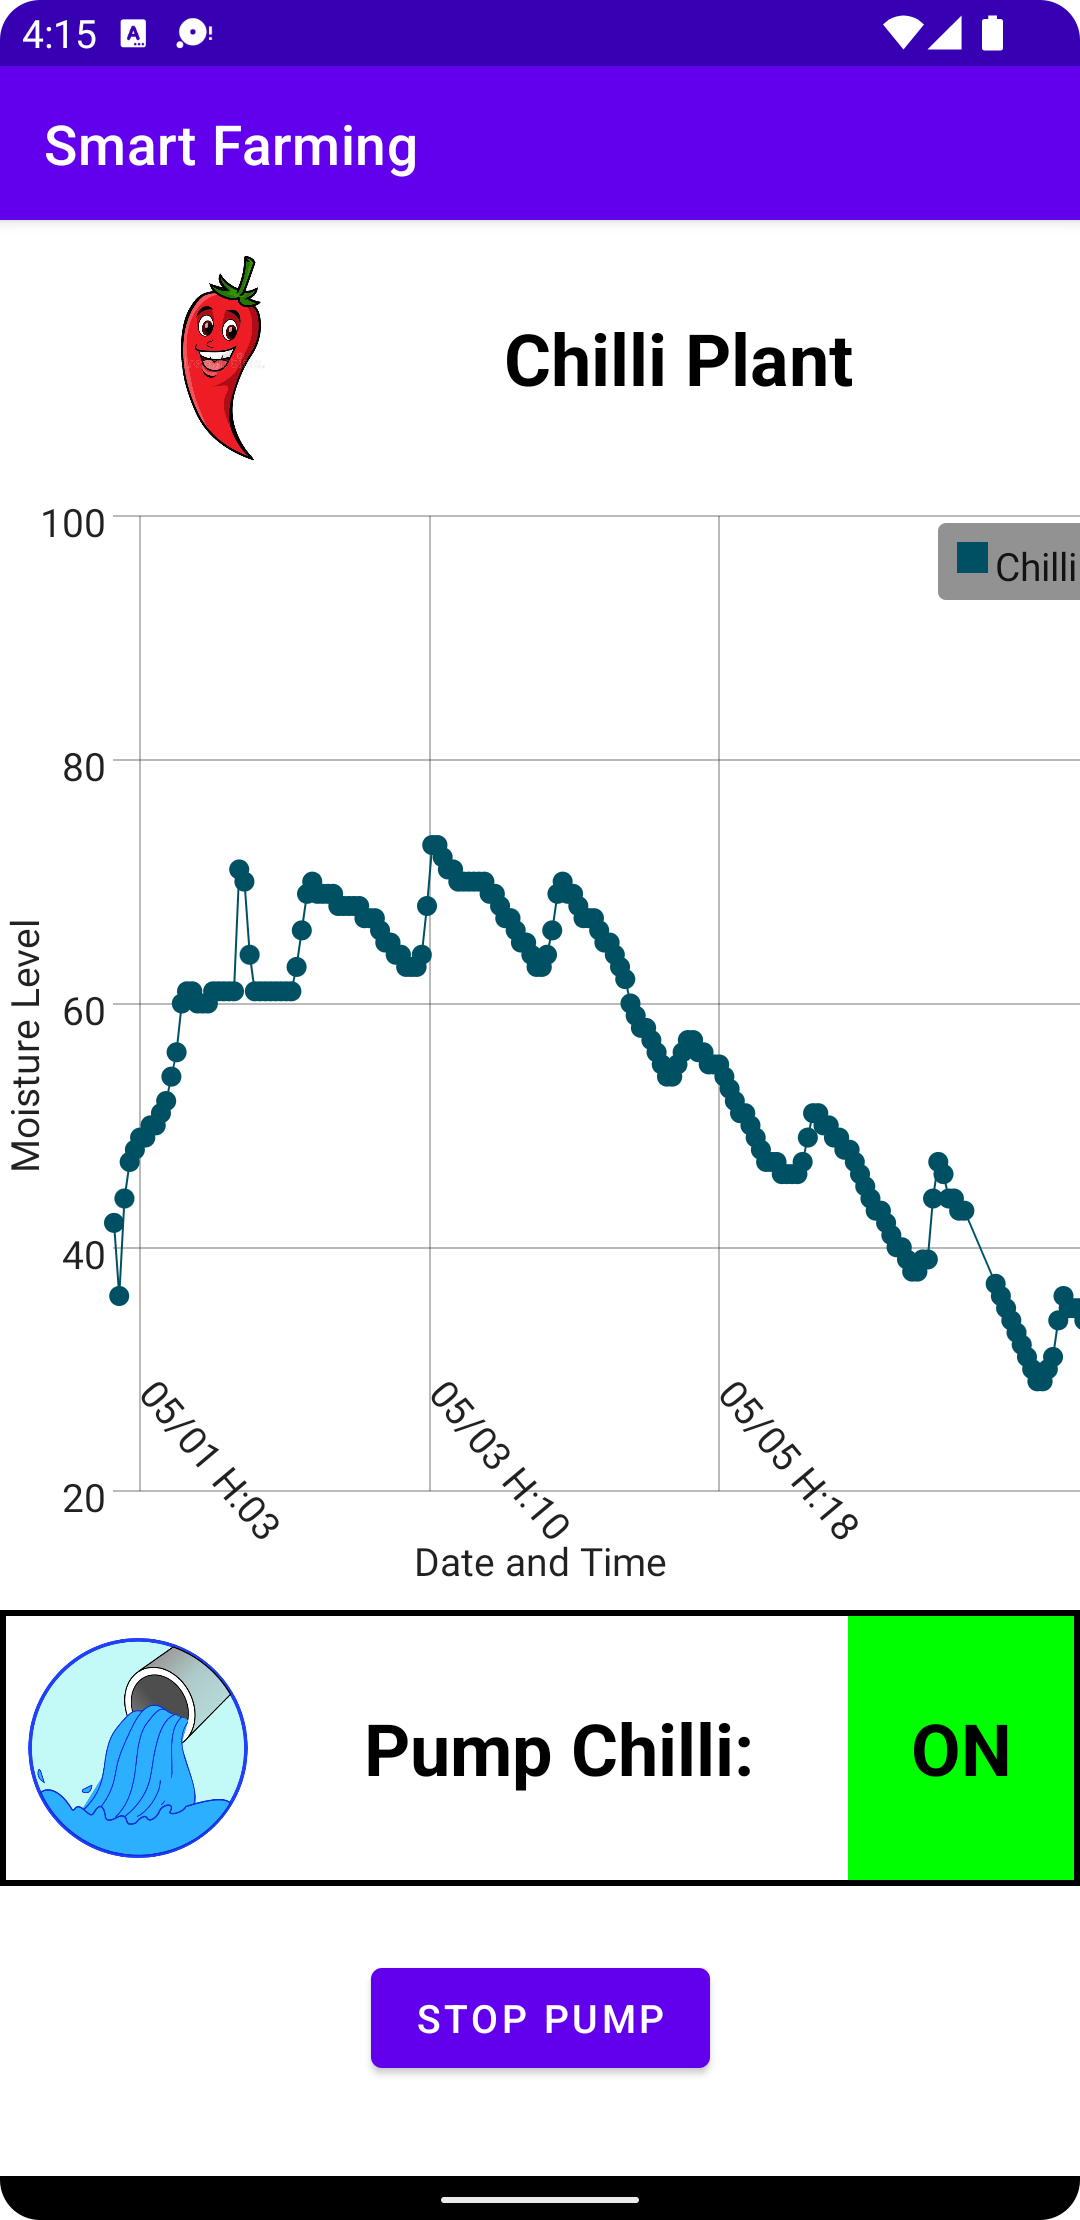 4:15
Smart Farming
Chilli Plant
100
Chilli
80
60
40
20
Moisture Level
05/01 H:03
05/03 H:10
05/05 H:18
Date and Time
Pump Chilli:
ON
STOP PUMP